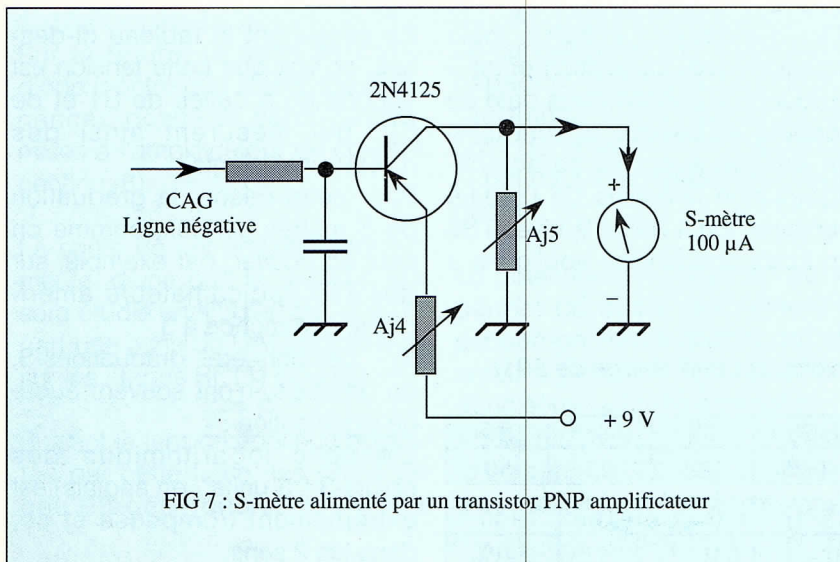 2N4125
CAG
Ligne négative
Aj5
+
S-mètre
100 µA
–
Aj4
+ 9 V
FIG 7 : S-mètre alimenté par un transistor PNP amplificateur